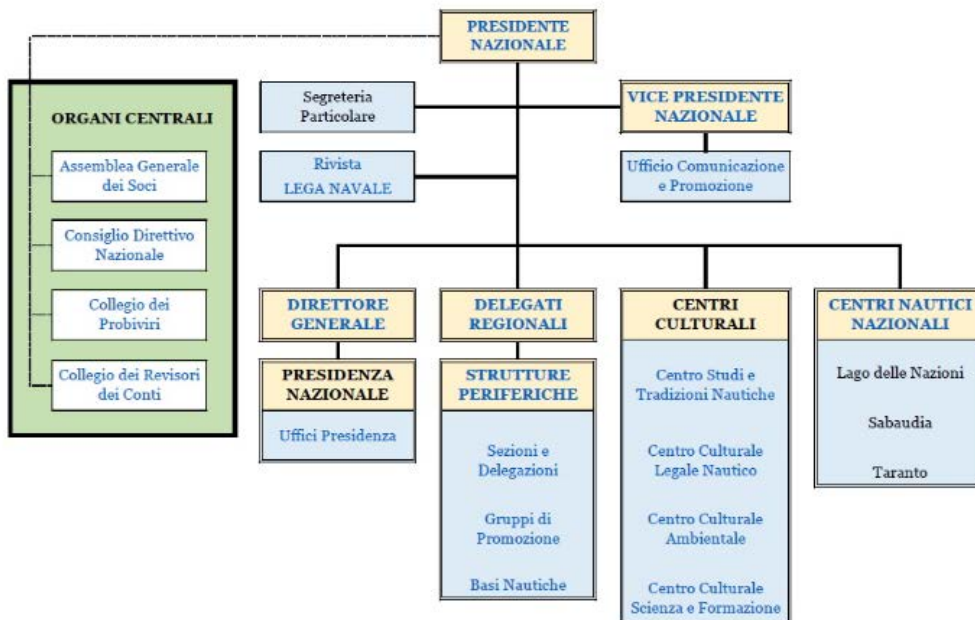 PRESIDENTE
NAZIONALE
Segreteria
Particolare
VICE PRESIDENTE
NAZIONALE
Rivista
LEGA NAVALE
Ufficio Comunicazione
e Promozione
ORGANI CENTRALI
Assemblea Generale
dei Soci
Consiglio Direttivo
Nazionale
Collegio dei
Probiviri
Collegio dei Revisori
dei Conti
DIRETTORE
GENERALE
PRESIDENZA
NAZIONALE
Uffici Presidenza
DELEGATI
REGIONALI
STRUTTURE
PERIFERICHE
Sezioni e
Delegazioni
Gruppi di
Promozione
Basi Nautiche
CENTRI
CULTURALI
Centro Studi e
Tradizioni Nautiche
Centro Culturale
Legale Nautico
Centro Culturale
Ambientale
Centro Culturale
Scienza e Formazione
CENTRI NAUTICI
NAZIONALI
Lago delle Nazioni
Sabaudia
Taranto